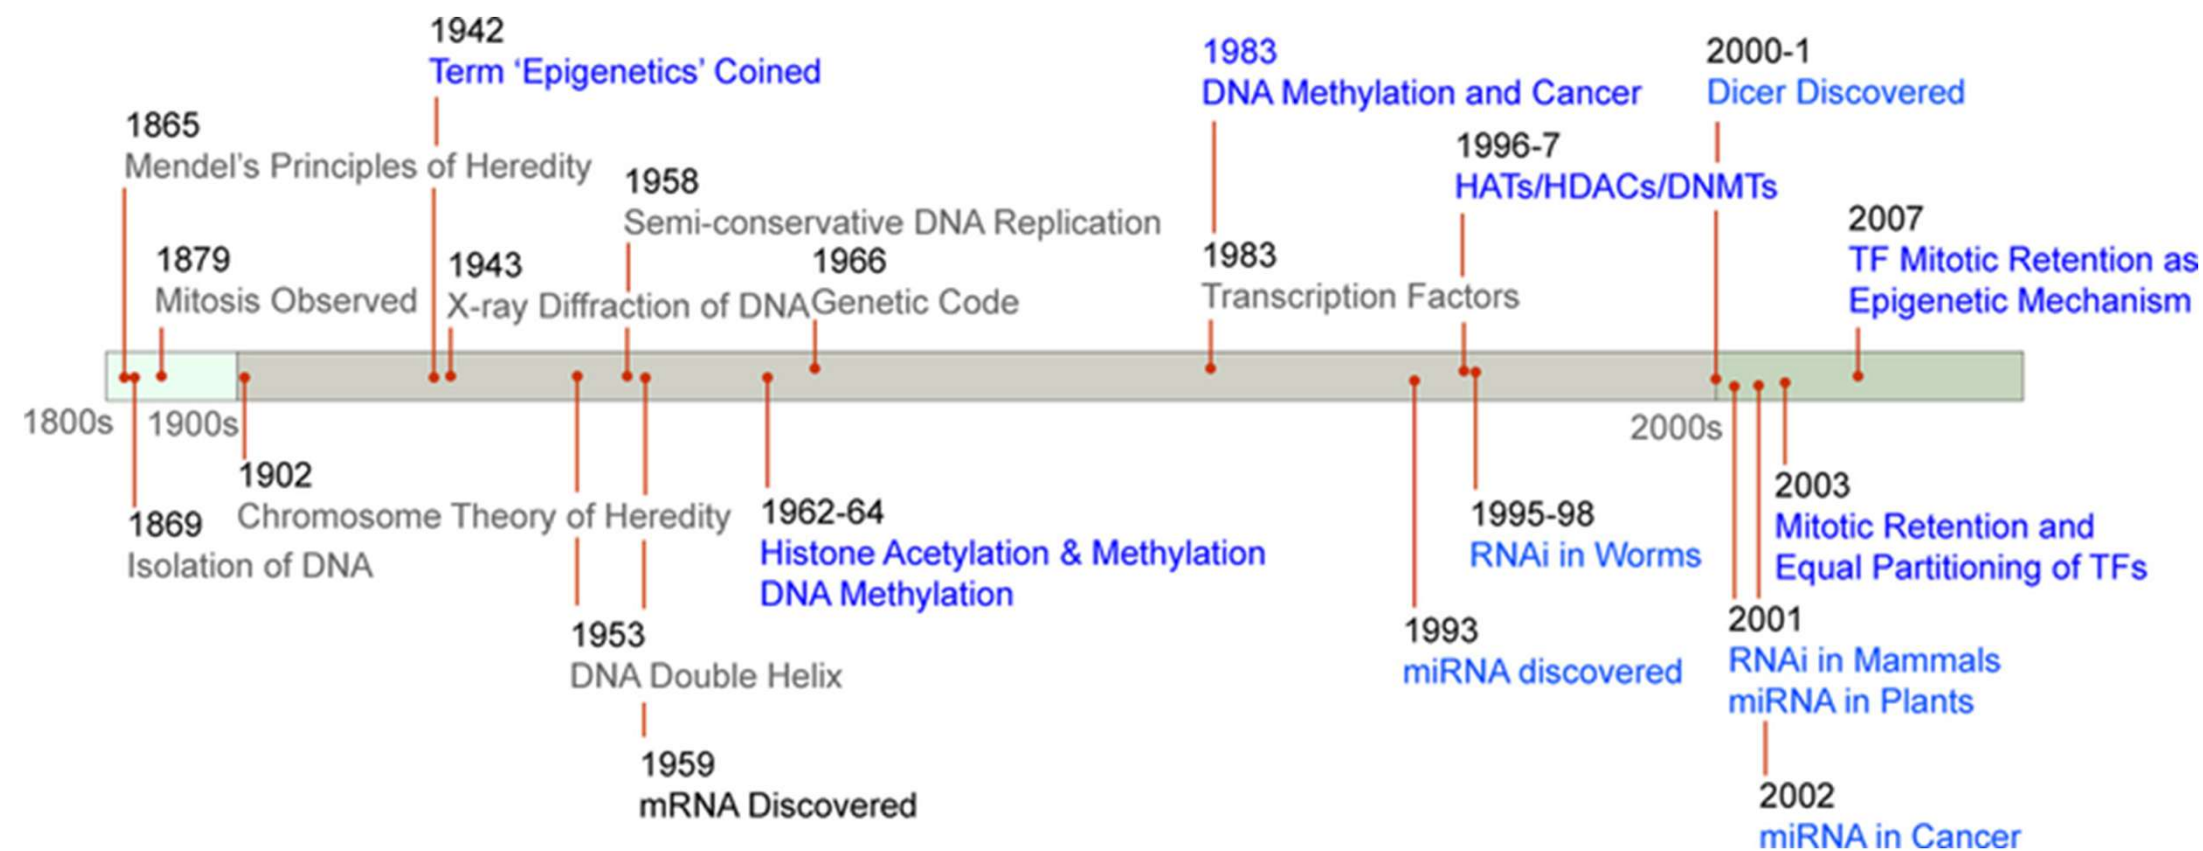 1942
Term ‘Epigenetics’ Coined
1983
DNA Methylation and Cancer
2000-1
Dicer Discovered
1865
Mendel’s Principles of Heredity
1996-7
HATs/HDACs/DNMTs
1958
Semi-conservative DNA Replication
2007
TF Mitotic Retention as
Epigenetic Mechanism
1879
Mitosis Observed
1943
X-ray Diffraction of DNA
1966
Genetic Code
1983
Transcription Factors
1800s
1900s
2000s
1902
Chromosome Theory of Heredity
1869
Isolation of DNA
1962-64
Histone Acetylation & Methylation
DNA Methylation
1995-98
RNAi in Worms
2003
Mitotic Retention and
Equal Partitioning of TFs
1953
DNA Double Helix
1993
miRNA discovered
2001
RNAi in Mammals
miRNA in Plants
1959
mRNA Discovered
2002
miRNA in Cancer